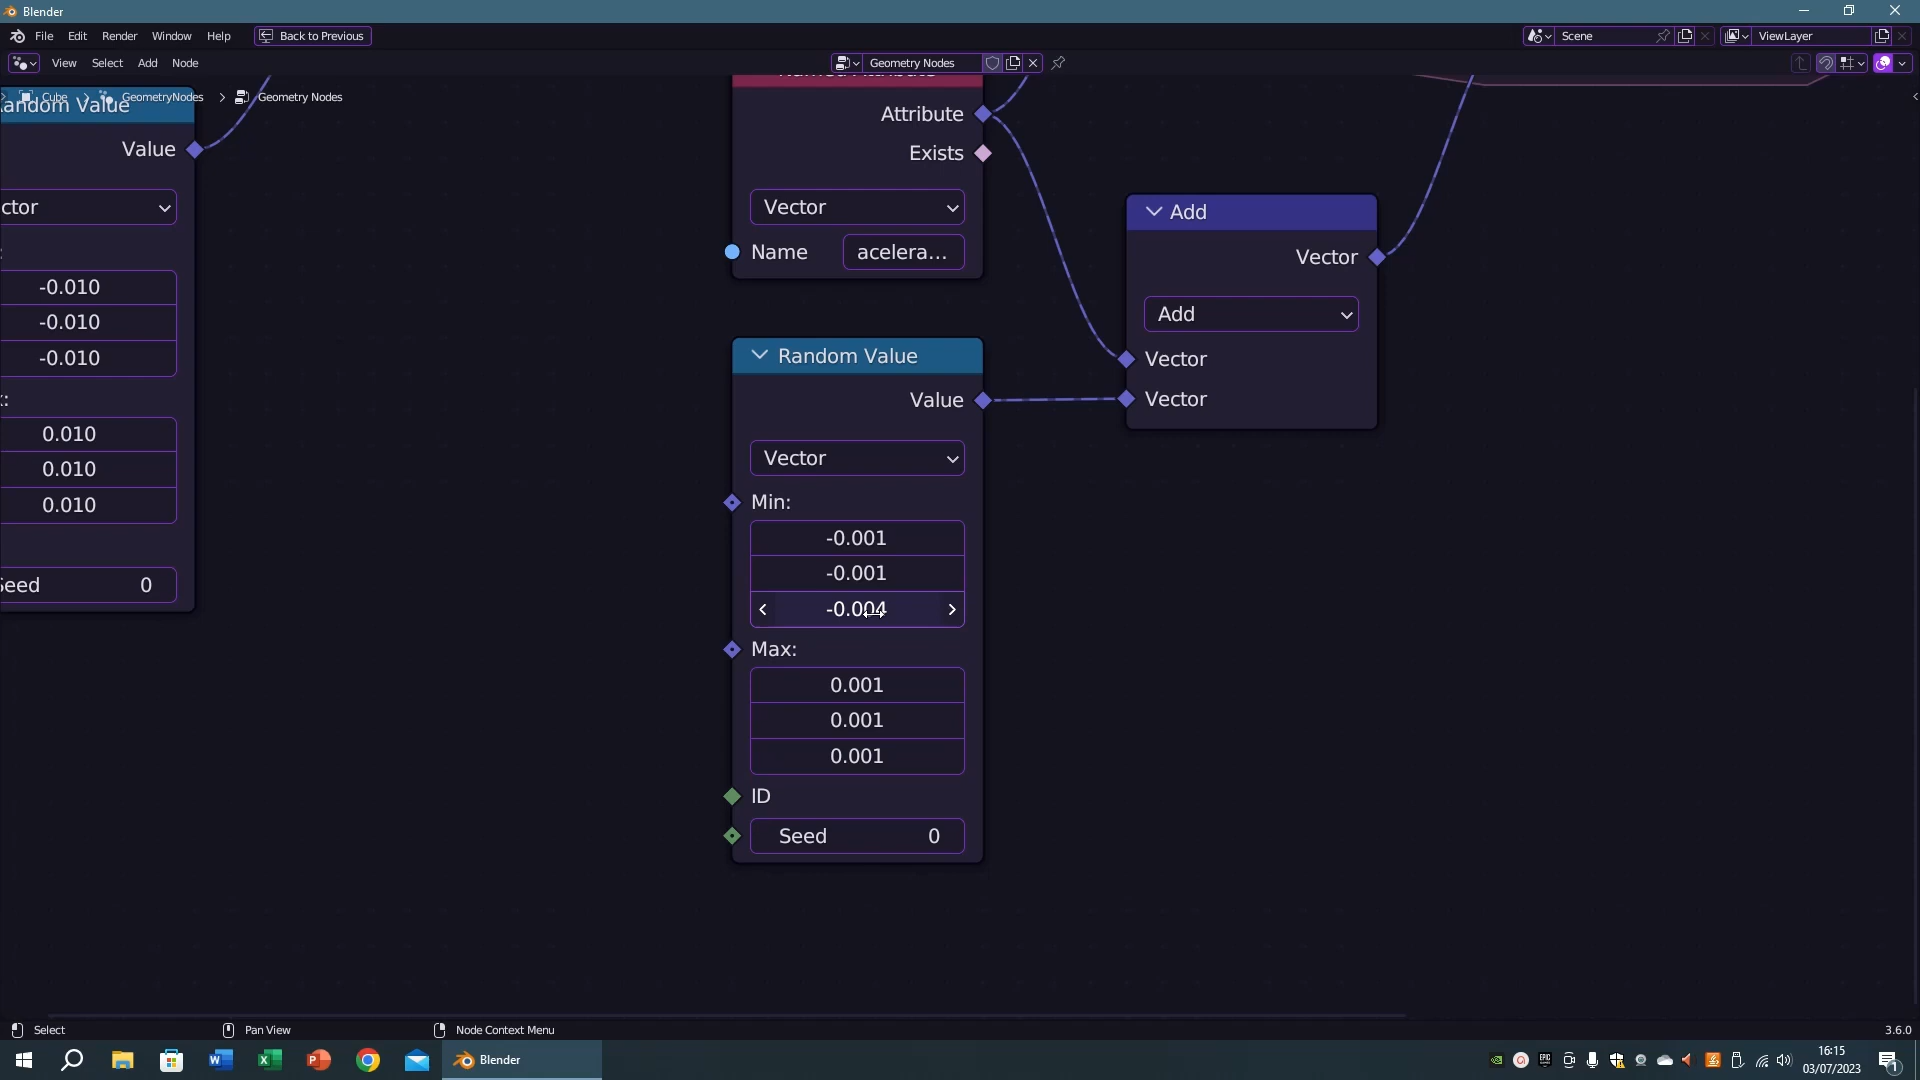 Blender
File Edit Render Window Help Back to Previous Scene ViewLayer
View Select Add Node Geometry Nodes
Cube GeometryNodes Geometry Nodes
Value
-0.010
-0.010
-0.010
0.010
0.010
0.010
Seed 0
Attribute
Exists
Vector
Name acelera...
Random Value
Value
Vector
Min:
-0.001
-0.001
-0.004
Max:
0.001
0.001
0.001
ID
Seed 0
Add
Vector
Add
Vector
Vector
Select Pan View Node Context Menu 3.6.0
Blender
16:15
03/07/2023